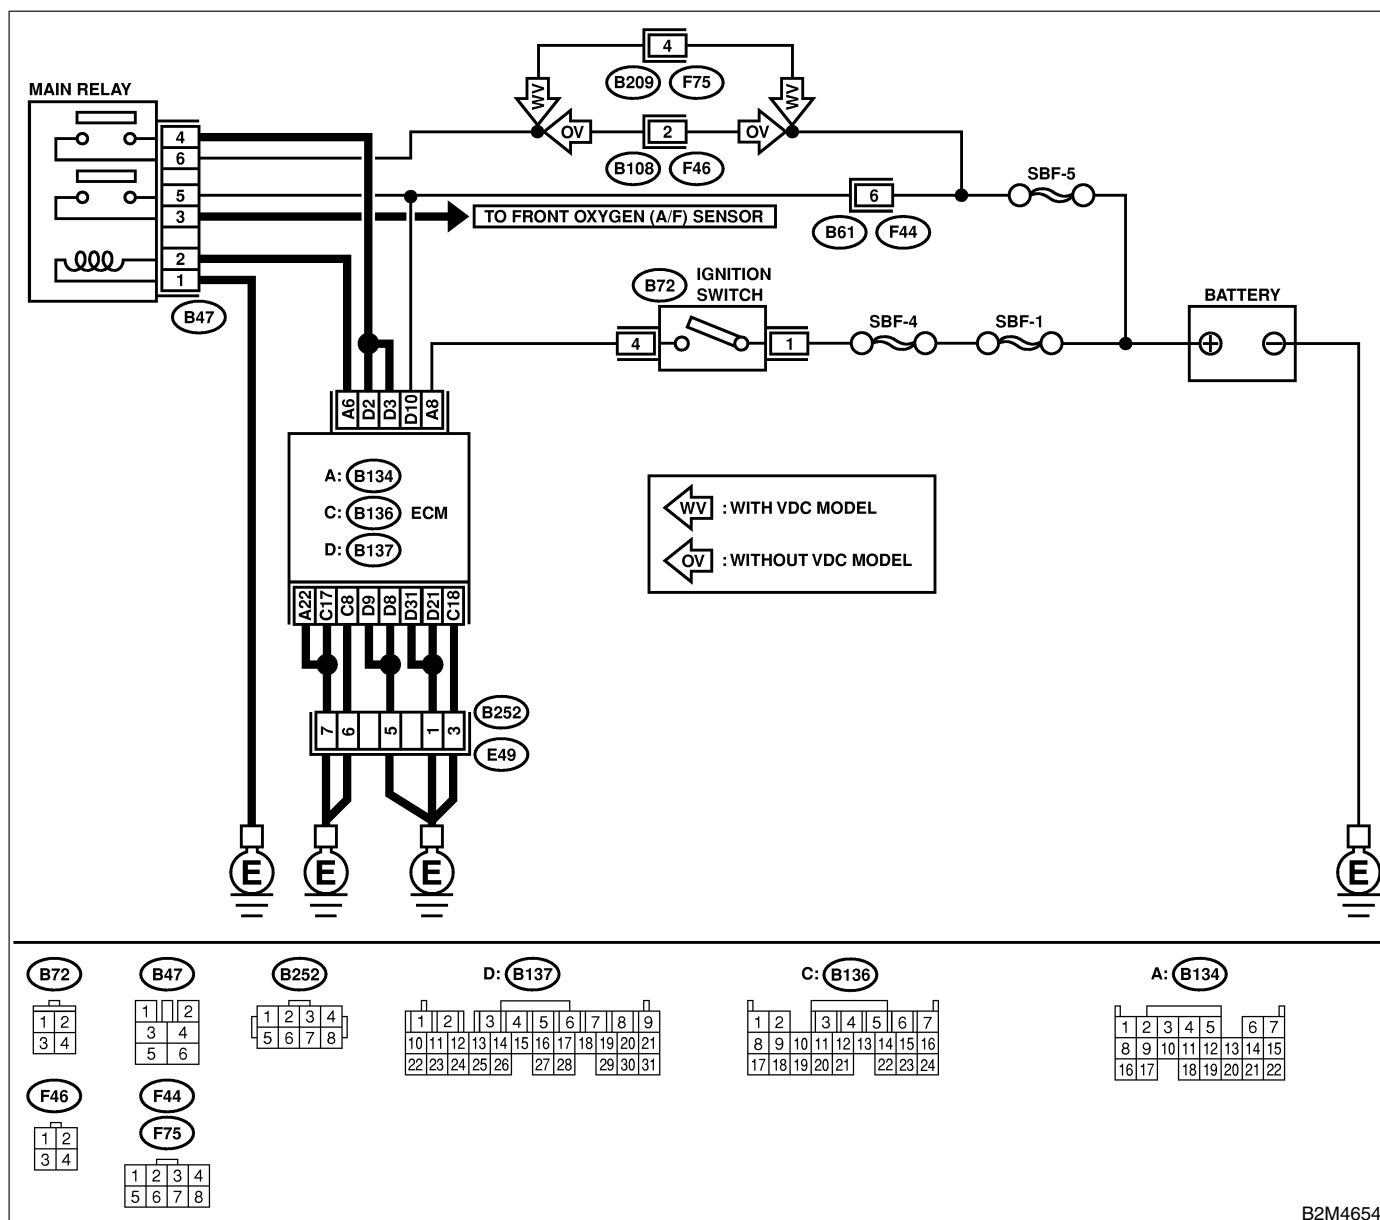 4
B209 F75
WV WV
MAIN RELAY
OV 2 OV
B108 F46
4
6
5
3
2
1
B47
TO FRONT OXYGEN (A/F) SENSOR
6
B61 F44
SBF-5
B72 IGNITION
SWITCH
4 1
SBF-4 SBF-1
BATTERY
+ −
A6 D2 D3 D10 A8
A: B134
C: B136 ECM
D: B137
WV : WITH VDC MODEL
OV : WITHOUT VDC MODEL
A22 C17 C8 D9 D8 D31 D21 C18
7 6 5 1 3
B252
E49
E E E E
B72
1 2
3 4
B47
1 2
3 4
5 6
B252
1 2 3 4
5 6 7 8
D: B137
1 2 3 4 5 6 7 8 9
10 11 12 13 14 15 16 17 18 19 20 21
22 23 24 25 26 27 28 29 30 31
C: B136
1 2 3 4 5 6 7
8 9 10 11 12 13 14 15 16
17 18 19 20 21 22 23 24
A: B134
1 2 3 4 5 6 7
8 9 10 11 12 13 14 15
16 17 18 19 20 21 22
F46
1 2
3 4
F44
F75
1 2 3 4
5 6 7 8
B2M4654